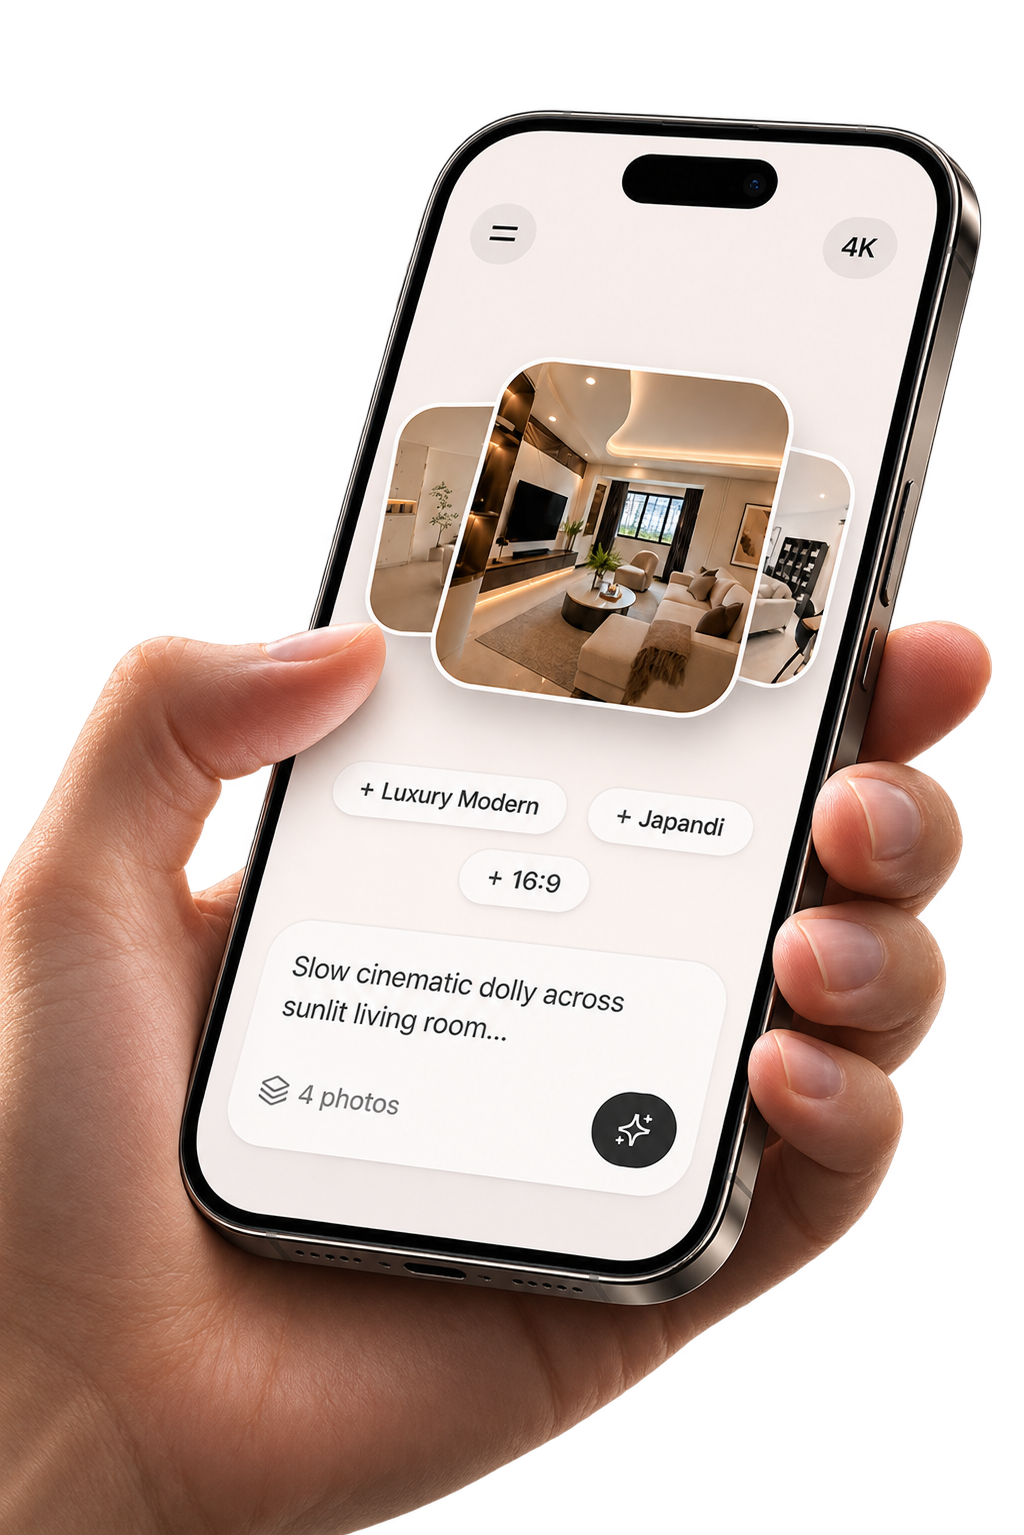 4K
+ Luxury Modern
+ Japandi
+ 16:9
Slow cinematic dolly across
sunlit living room...
4 photos